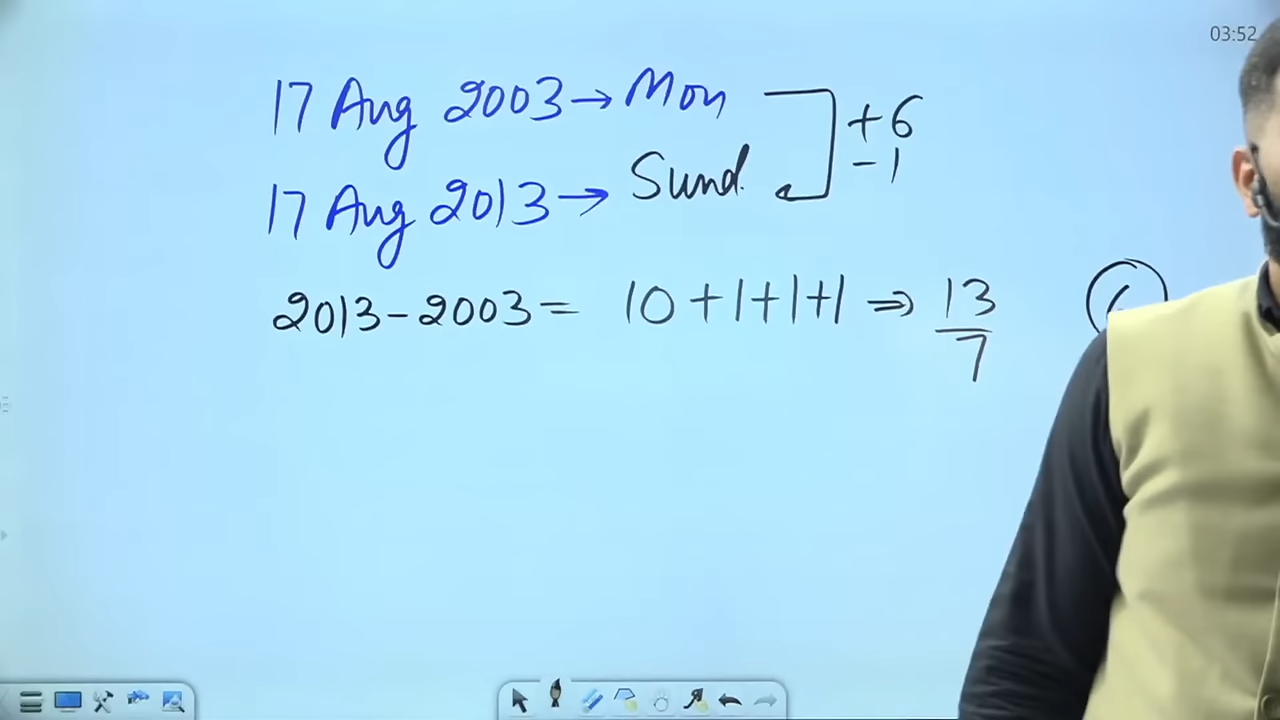 03:52
17 Aug 2003 → Mon
+6
-1
17 Aug 2013 → Sund.
2013 - 2003 = 10 + 1 + 1 + 1 ⇒ 13/7